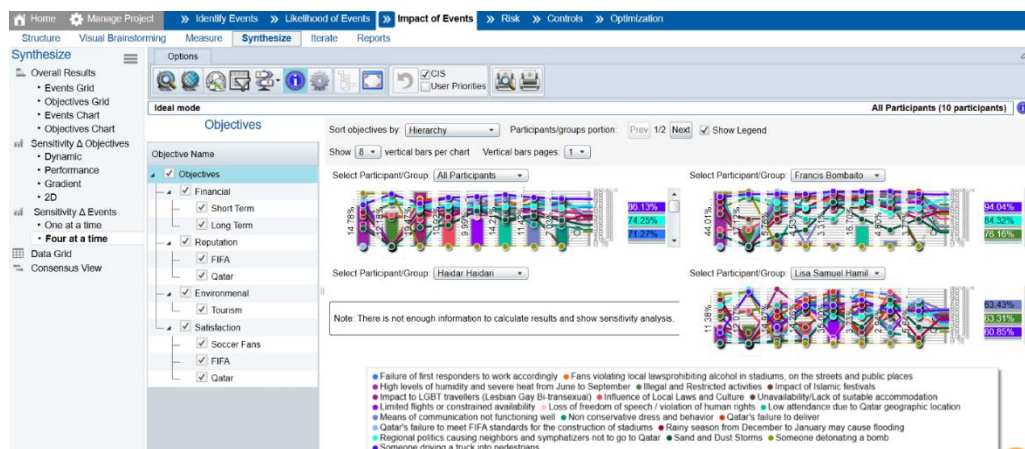 Home Manage Project » Identify Events » Likelihood of Events » Impact of Events » Risk » Controls » Optimization
Structure Visual Brainstorming Measure Synthesize Iterate Reports
Synthesize
Overall Results
• Events Grid
• Objectives Grid
• Events Chart
• Objectives Chart
Sensitivity Δ Objectives
• Dynamic
• Performance
• Gradient
• 2D
Sensitivity Δ Events
• One at a time
• Four at a time
Data Grid
Consensus View
Options
CIS
User Priorities
Ideal mode
All Participants (10 participants)
Objectives
Objective Name
Objectives
Financial
Short Term
Long Term
Reputation
FIFA
Qatar
Environmenal
Tourism
Satisfaction
Soccer Fans
FIFA
Qatar
Sort objectives by: Hierarchy Participants/groups portion: Prev 1/2 Next Show Legend
Show 8 vertical bars per chart Vertical bars pages: 1
Select Participant/Group: All Participants
14.78%
86.13%
74.25%
71.27%
Select Participant/Group: Francis Bombaito
44.01%
94.04%
84.32%
76.16%
Select Participant/Group: Haidar Haidari
Note: There is not enough information to calculate results and show sensitivity analysis.
Select Participant/Group: Lisa Samuel Hamil
11.38%
63.43%
63.31%
60.85%
• Failure of first responders to work accordingly • Fans violating local lawsprohibiting alcohol in stadiums, on the streets and public places
• High levels of humidity and severe heat from June to September • Illegal and Restricted activities • Impact of Islamic festivals
• Impact to LGBT travellers (Lesbian Gay Bi-transexual) • Influence of Local Laws and Culture • Unavailability/Lack of suitable accommodation
• Limited flights or constrained availability • Loss of freedom of speech / violation of human rights • Low attendance due to Qatar geographic location
• Means of communication not functioning well • Non conservative dress and behavior • Qatar's failure to deliver
• Qatar's failure to meet FIFA standards for the construction of stadiums • Rainy season from December to January may cause flooding
• Regional politics causing neighbors and symphatizers not to go to Qatar • Sand and Dust Storms • Someone detonating a bomb
• Someone driving a truck into pedestrians